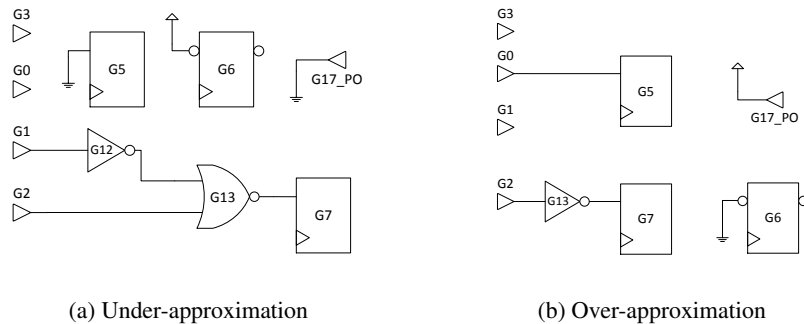 G3
G0
G5
G6
G17_PO
G1
G12
G2
G13
G7
(a) Under-approximation
G3
G0
G5
G1
G17_PO
G2
G13
G7
G6
(b) Over-approximation